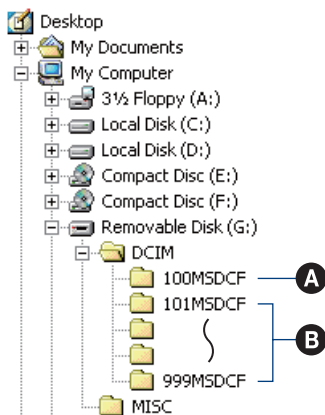 Desktop
My Documents
My Computer
3½ Floppy (A:)
Local Disk (C:)
Local Disk (D:)
Compact Disc (E:)
Compact Disc (F:)
Removable Disk (G:)
DCIM
100MSDCF
A
101MSDCF
B
999MSDCF
MISC